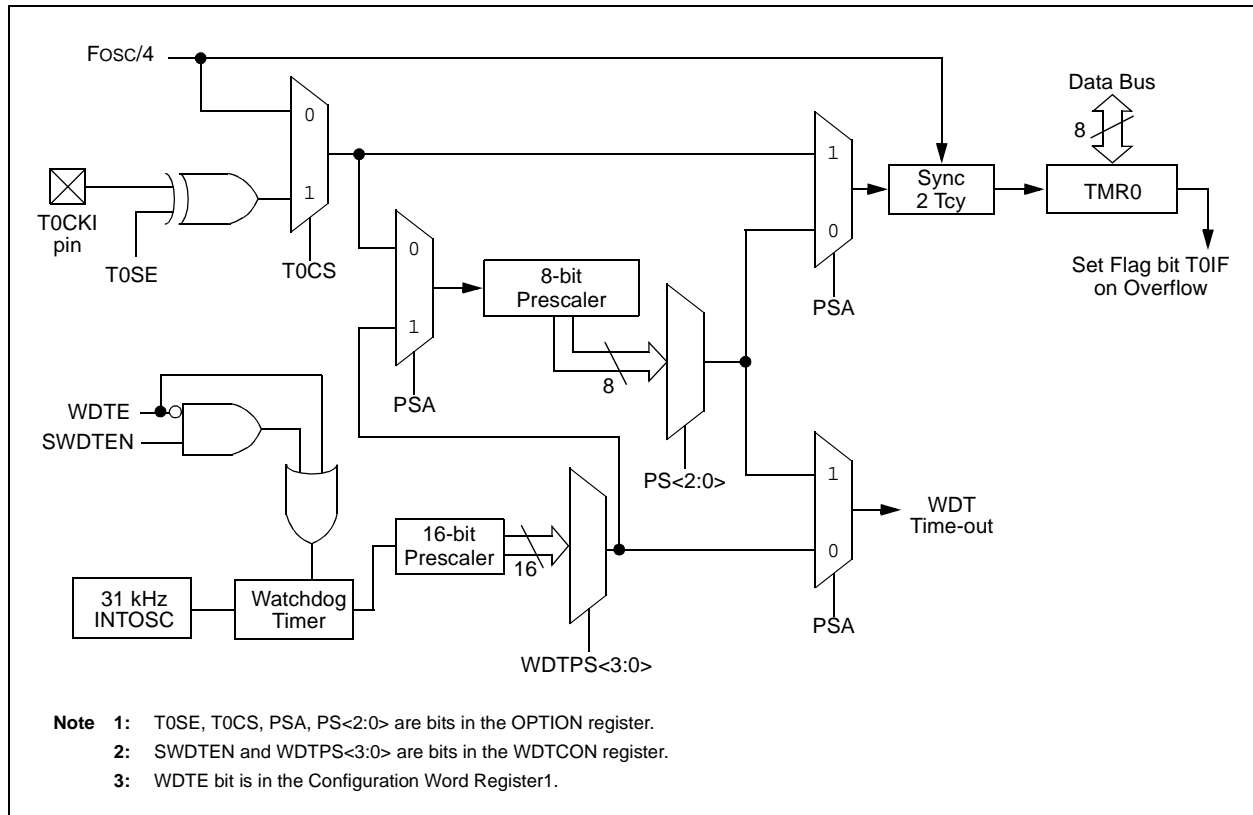 FOSC/4
Data Bus
0
1
8
1
Sync
2 Tcy
TMR0
T0CKI
pin
T0SE
T0CS
0
8-bit
Prescaler
0
PSA
Set Flag bit T0IF
on Overflow
1
8
WDTE
SWDTEN
PSA
PS<2:0>
1
WDT
Time-out
16-bit
Prescaler
16
0
31 kHz
INTOSC
Watchdog
Timer
PSA
WDTPS<3:0>
Note 1: T0SE, T0CS, PSA, PS<2:0> are bits in the OPTION register.
2: SWDTEN and WDTPS<3:0> are bits in the WDTCON register.
3: WDTE bit is in the Configuration Word Register1.